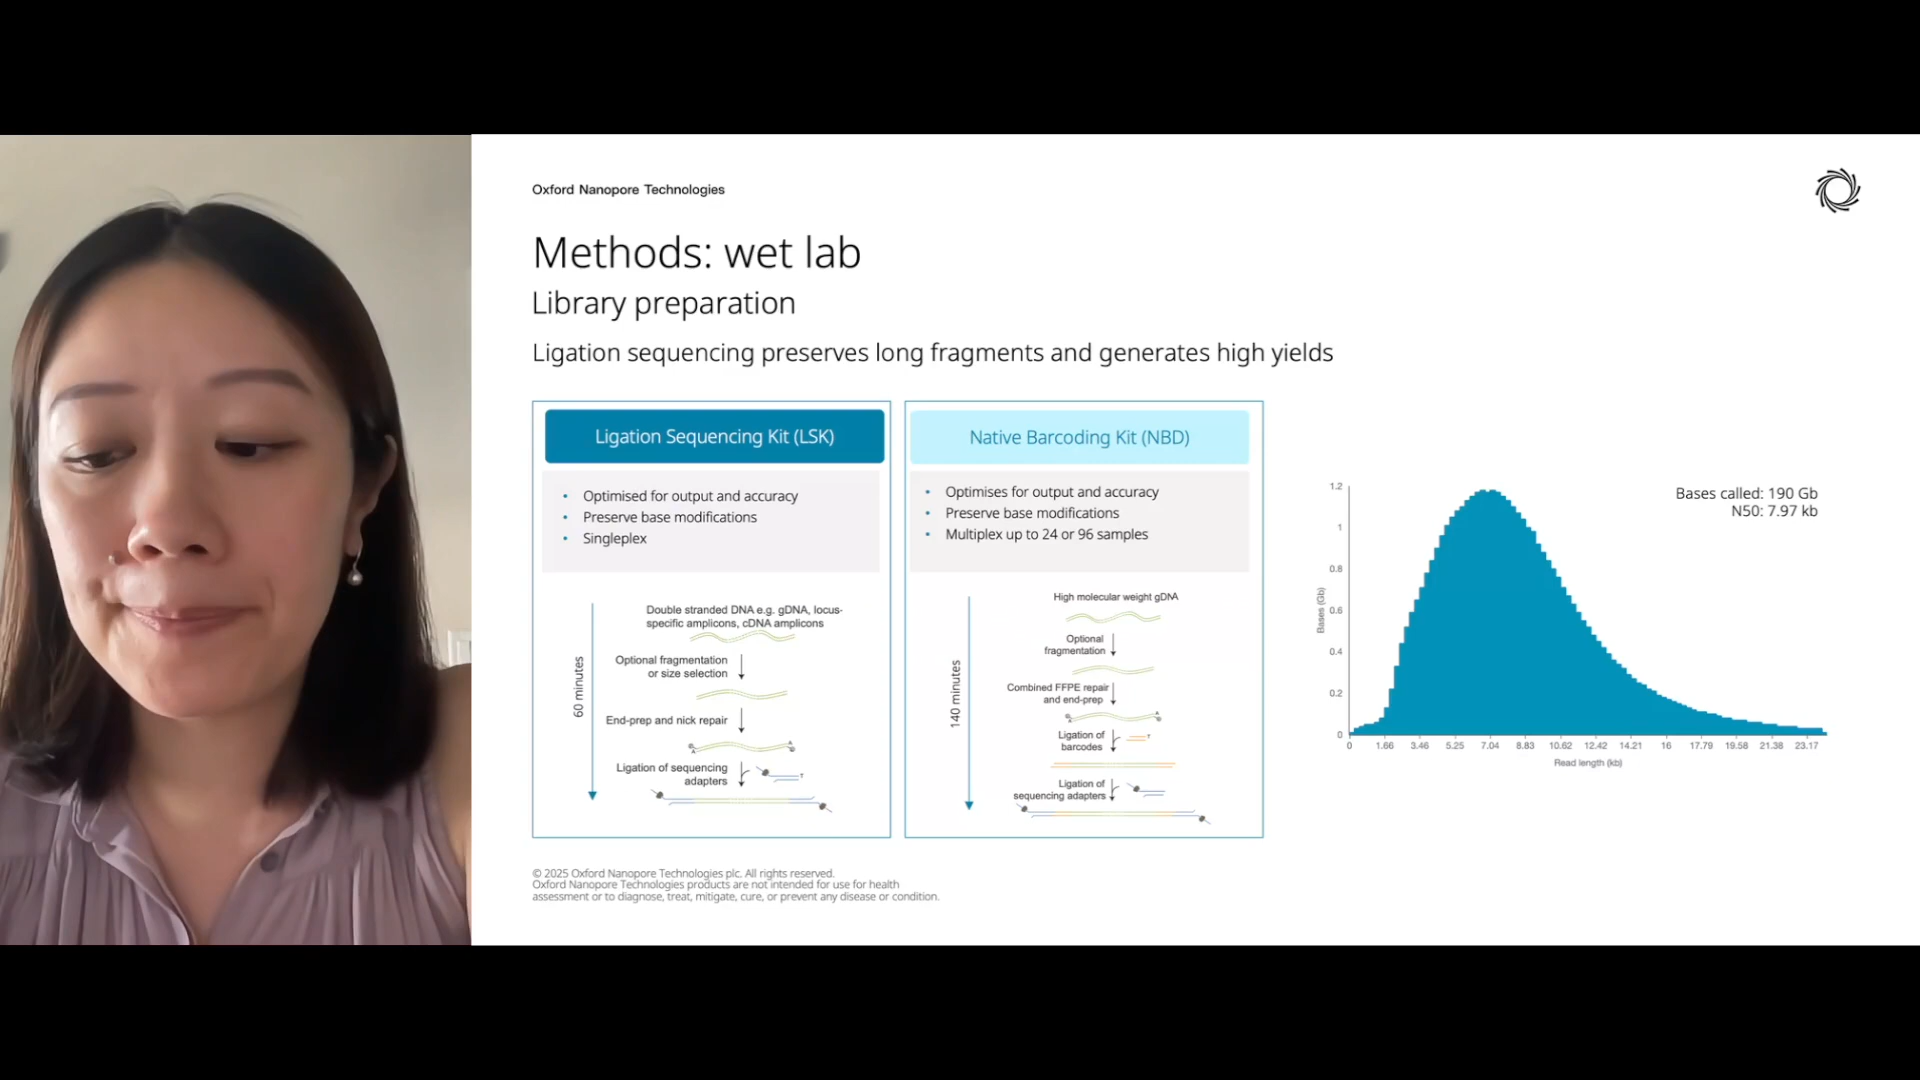 Oxford Nanopore Technologies
Methods: wet lab
Library preparation
Ligation sequencing preserves long fragments and generates high yields
Ligation Sequencing Kit (LSK)
• Optimised for output and accuracy
• Preserve base modifications
• Singleplex
60 minutes
Double stranded DNA e.g. gDNA, locus-
specific amplicons, cDNA amplicons
Optional fragmentation
or size selection
End-prep and nick repair
A
A
Ligation of sequencing
adapters
T
Native Barcoding Kit (NBD)
• Optimises for output and accuracy
• Preserve base modifications
• Multiplex up to 24 or 96 samples
140 minutes
High molecular weight gDNA
Optional
fragmentation
Combined FFPE repair
and end-prep
A
A
Ligation of
barcodes
T
Ligation of
sequencing adapters
Bases called: 190 Gb
N50: 7.97 kb
Bases (Gb)
1.2
1
0.8
0.6
0.4
0.2
0
0 1.66 3.46 5.25 7.04 8.83 10.62 12.42 14.21 16 17.79 19.58 21.38 23.17
Read length (kb)
© 2025 Oxford Nanopore Technologies plc. All rights reserved.
Oxford Nanopore Technologies products are not intended for use for health
assessment or to diagnose, treat, mitigate, cure, or prevent any disease or condition.